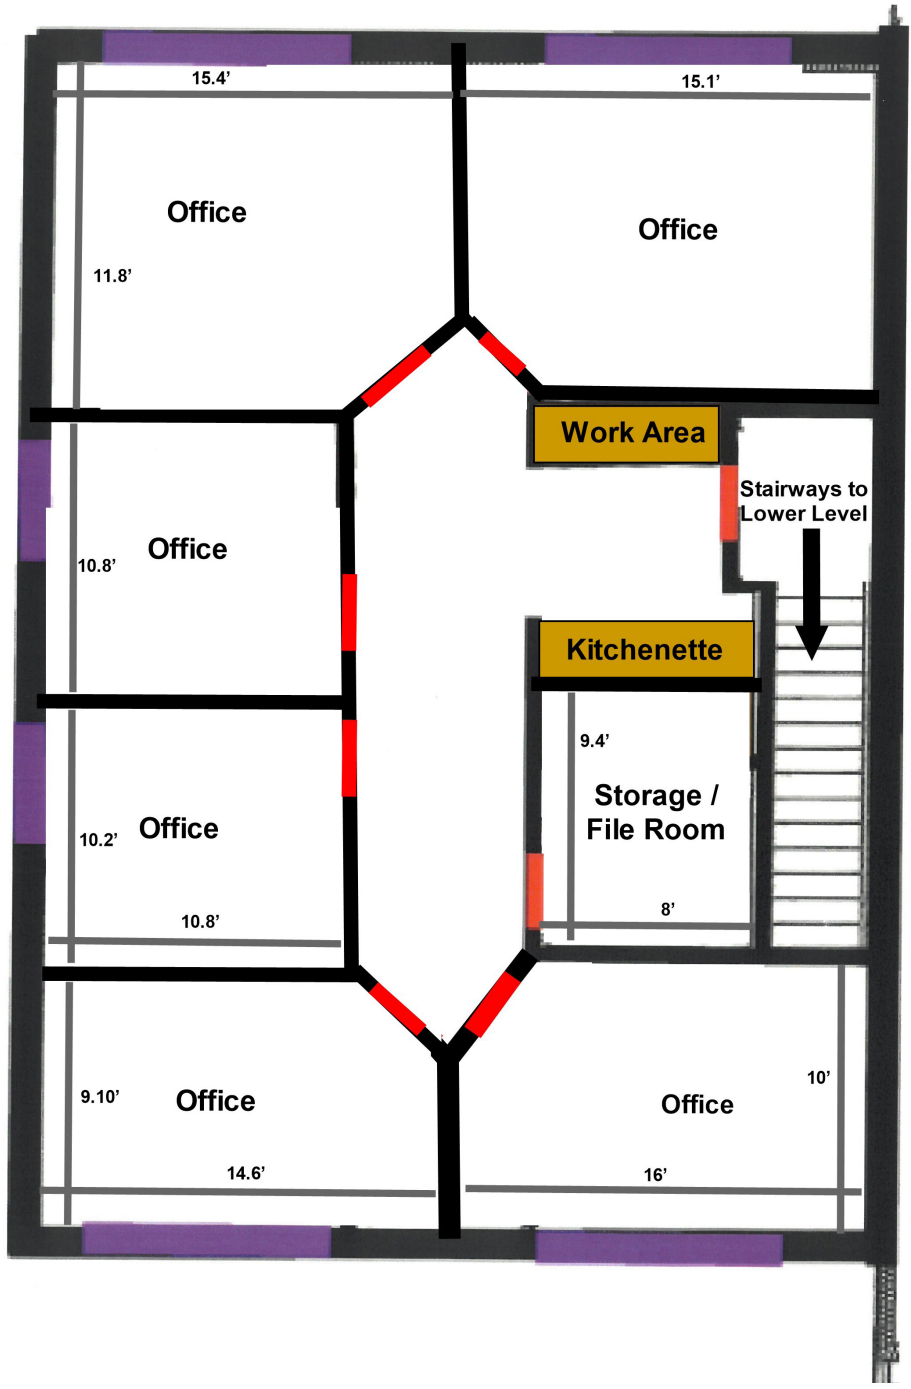 15.4’
15.1’
Office
Office
11.8’
Work Area
Stairways to
Lower Level
Office
10.8’
Kitchenette
9.4’
Storage /
File Room
Office
10.2’
8’
10.8’
10’
9.10’
Office
Office
14.6’
16’